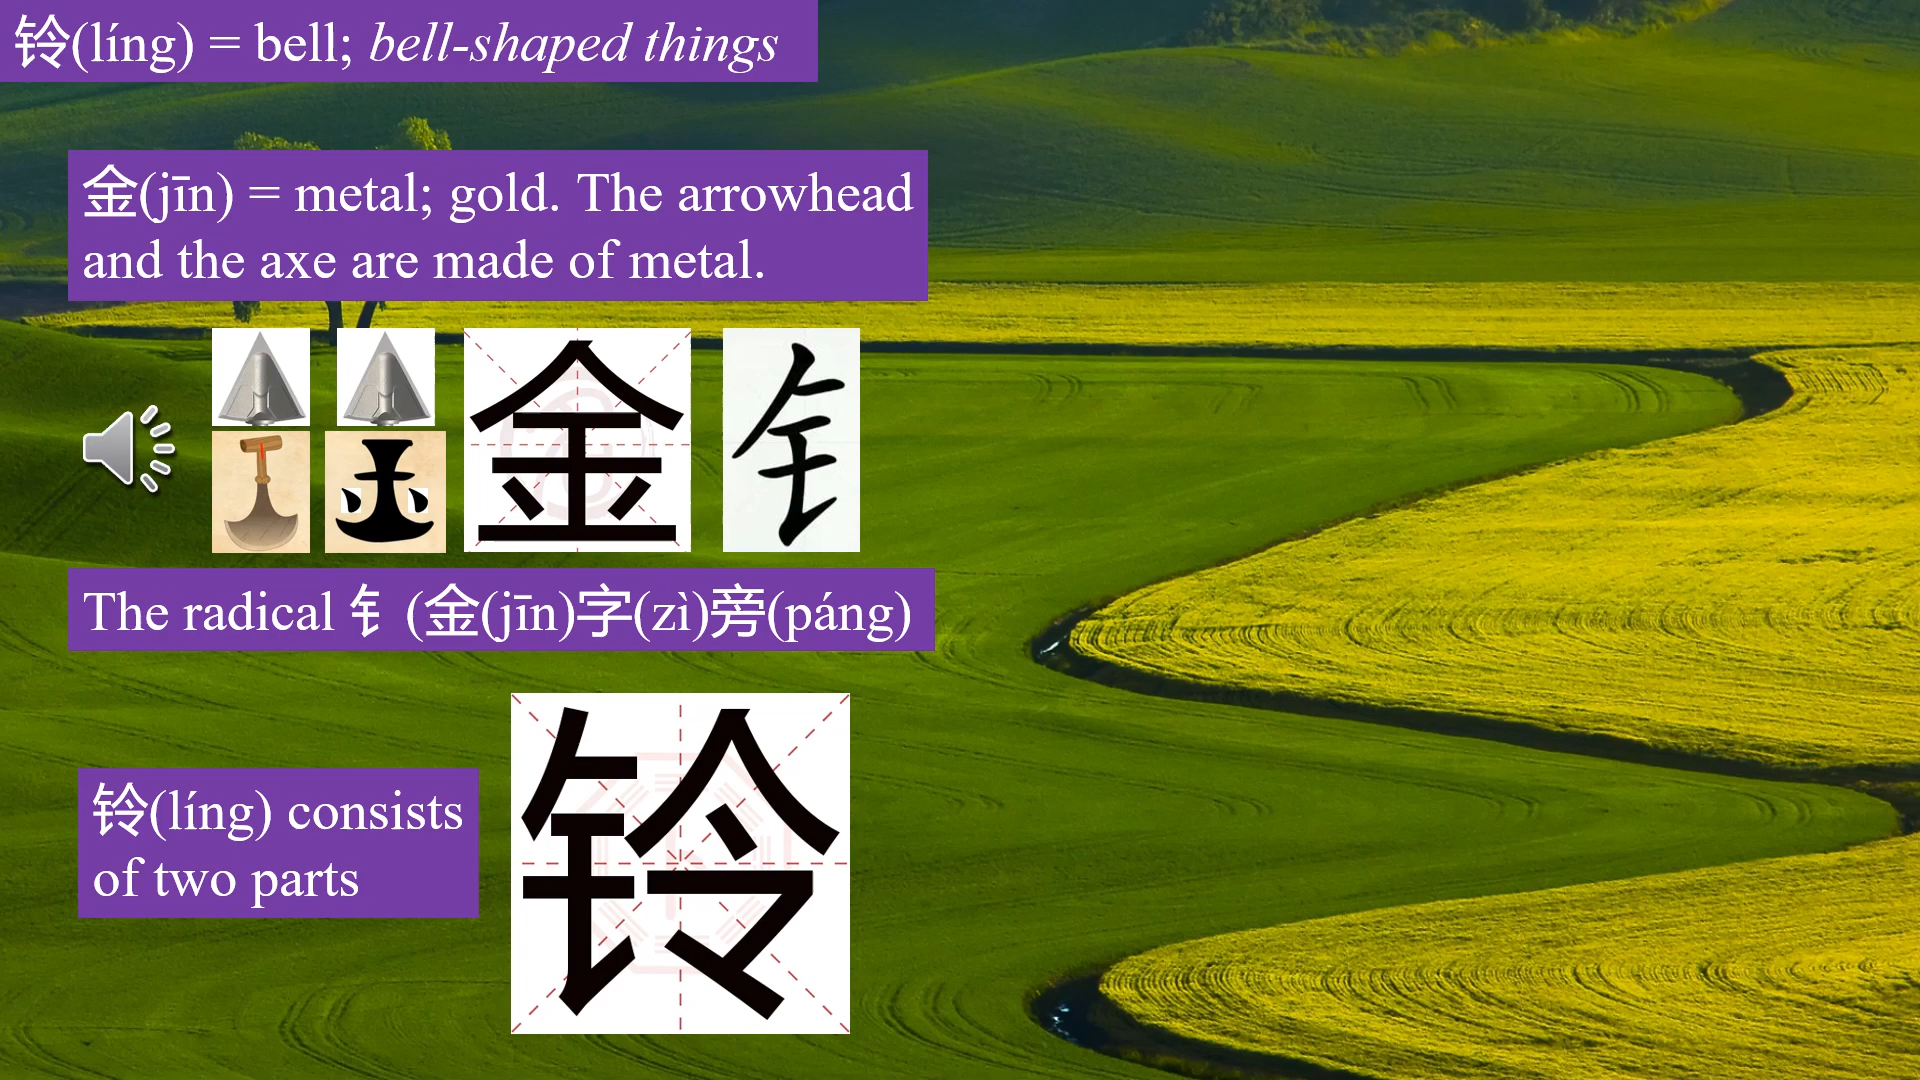 铃(líng) = bell; bell-shaped things
金(jīn) = metal; gold. The arrowhead
and the axe are made of metal.
金 钅
The radical 钅(金(jīn)字(zì)旁(páng)
铃(líng) consists
of two parts
铃